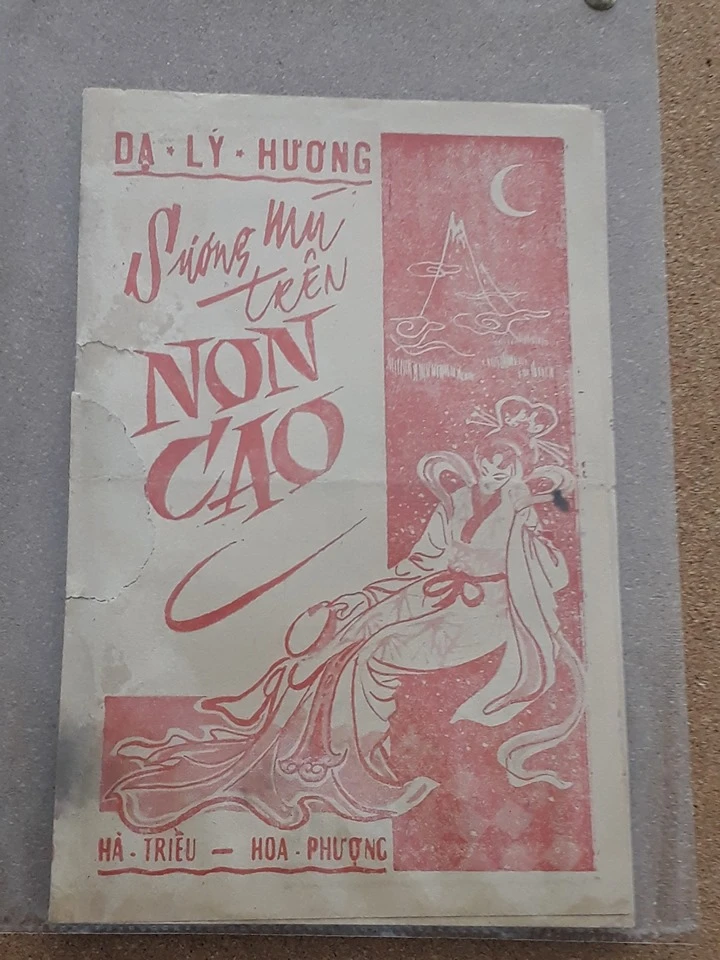 DẠ * LÝ * HƯƠNG
Sương mù
trên
NON
CAO
HÀ - TRIỀU — HOA - PHƯỢNG